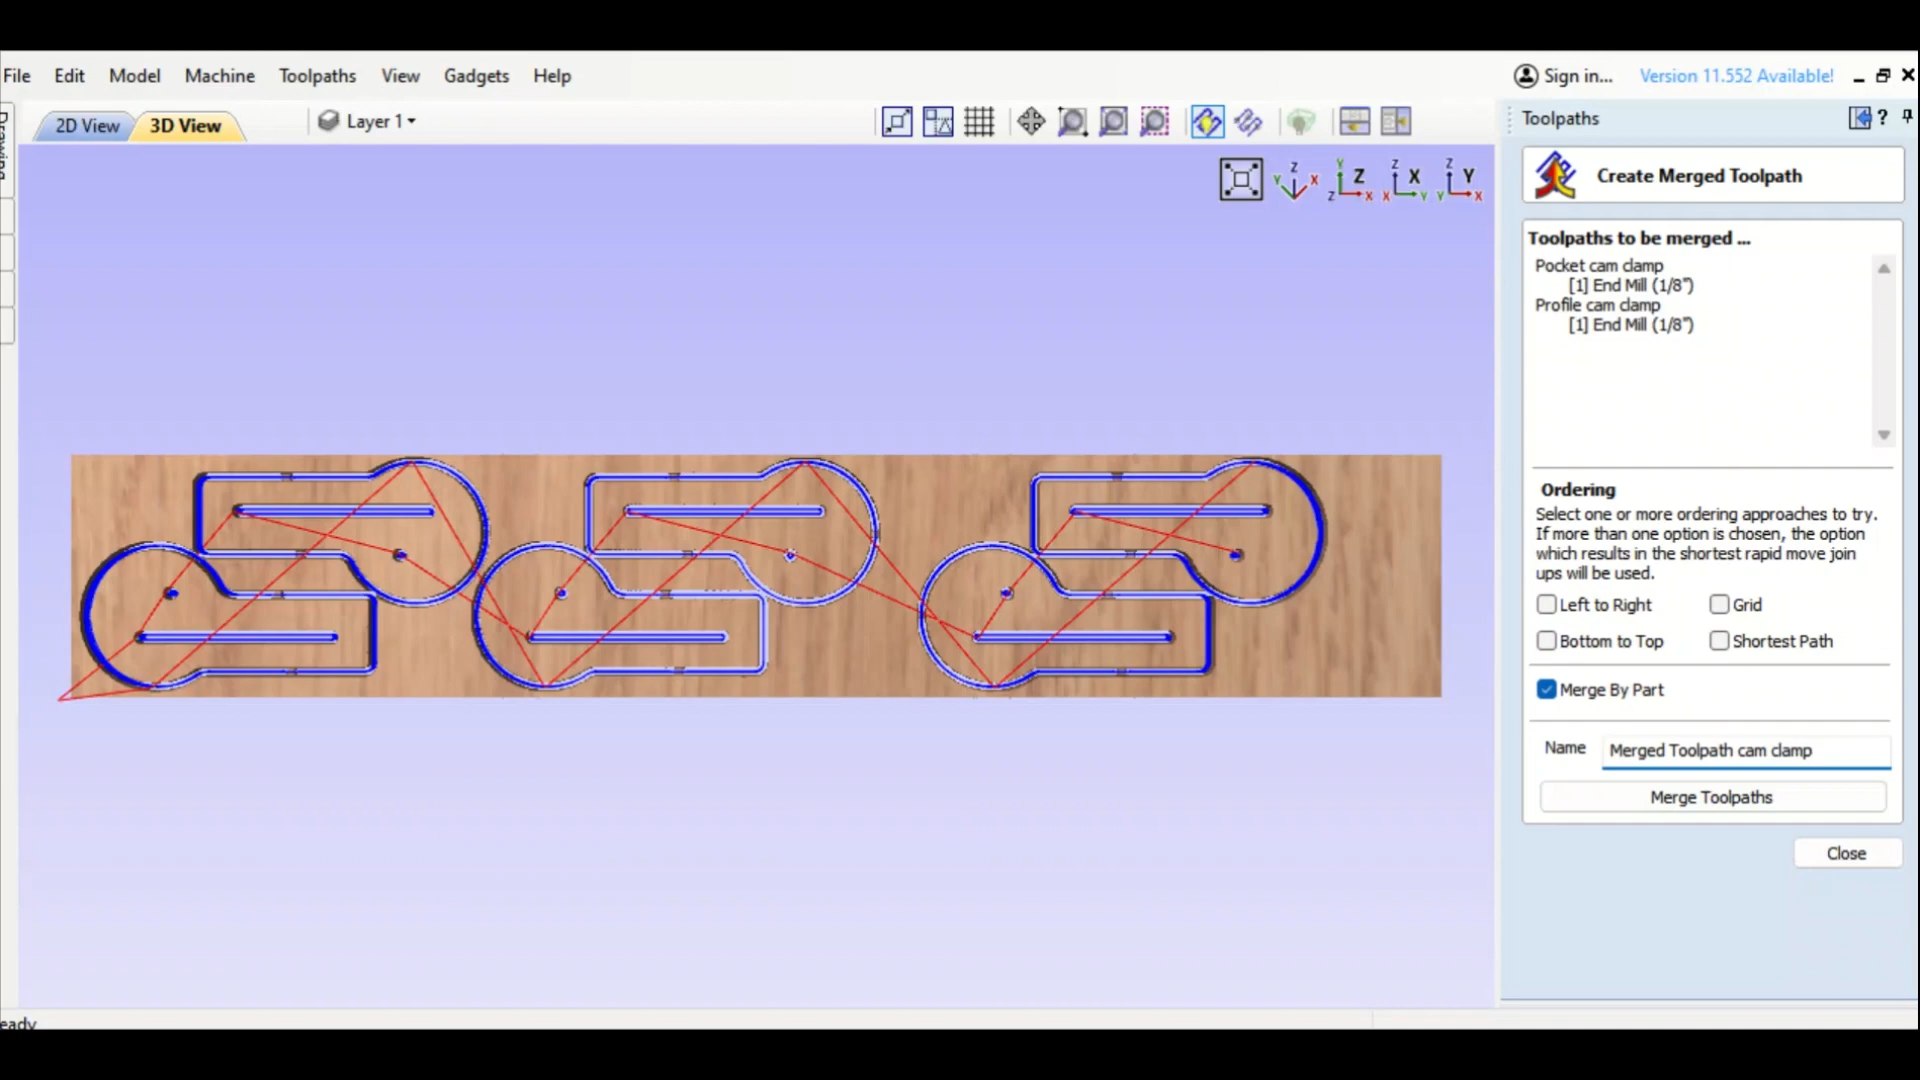 File Edit Model Machine Toolpaths View Gadgets Help
Sign in... Version 11.552 Available!
2D View 3D View Layer 1
Drawing
Toolpaths ?
Z Y X
Y Z Z X
Z X X Y
Z Y Y X
Create Merged Toolpath
Toolpaths to be merged ...
Pocket cam clamp
[1] End Mill (1/8")
Profile cam clamp
[1] End Mill (1/8")
Ordering
Select one or more ordering approaches to try.
If more than one option is chosen, the option
which results in the shortest rapid move join
ups will be used.
Left to Right Grid
Bottom to Top Shortest Path
Merge By Part
Name Merged Toolpath cam clamp
Merge Toolpaths
Close
eady